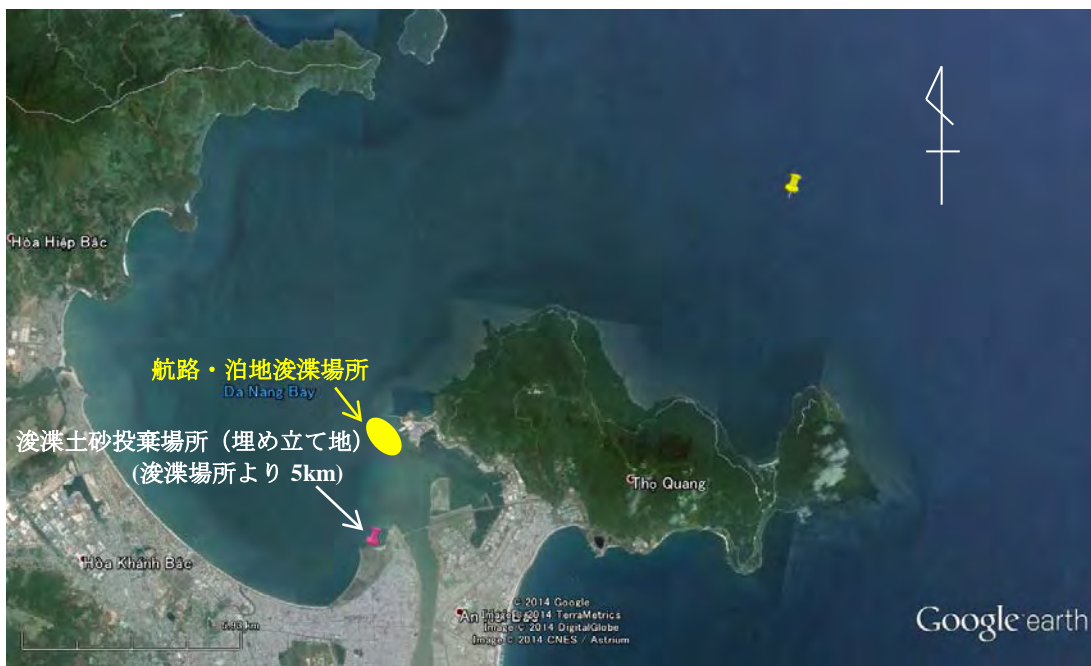 Hòa Hiệp Bắc
航路・泊地浚渫場所
Da Nang Bay
浚渫土砂投棄場所（埋め立て地）
(浚渫場所より 5km)
Thọ Quang
Hòa Khánh Bắc
© 2014 Google
Image © 2014 TerraMetrics
Image © 2014 DigitalGlobe
Image © 2014 CNES / Astrium
Google earth